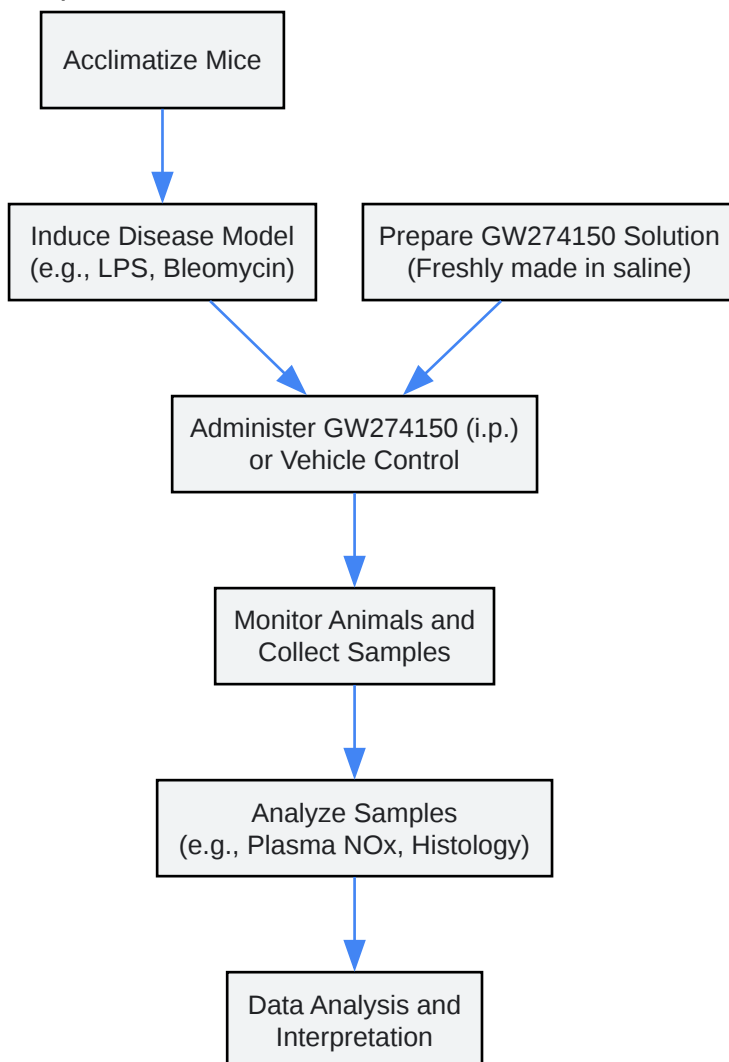 Acclimatize Mice
Induce Disease Model
(e.g., LPS, Bleomycin)
Prepare GW274150 Solution
(Freshly made in saline)
Administer GW274150 (i.p.)
or Vehicle Control
Monitor Animals and
Collect Samples
Analyze Samples
(e.g., Plasma NOx, Histology)
Data Analysis and
Interpretation